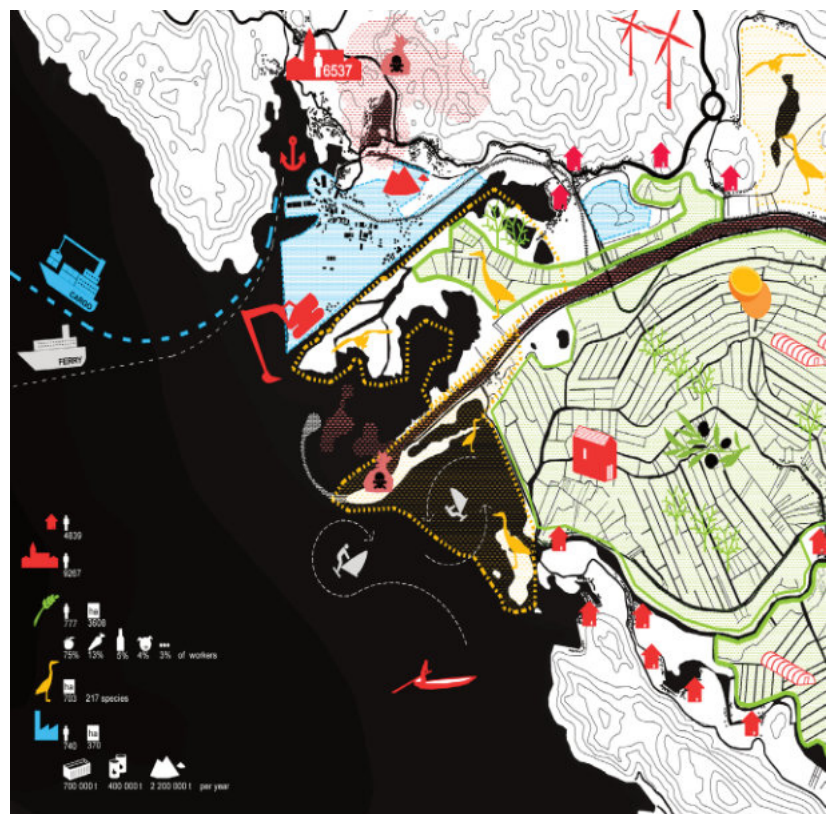 6537
CARGO
FERRY
4839
9267
ha
777 3608
75% 13% 5% 4% 3% of workers
ha
703 217 species
ha
740 370
700 000 t 400 000 t 2 200 000 t per year